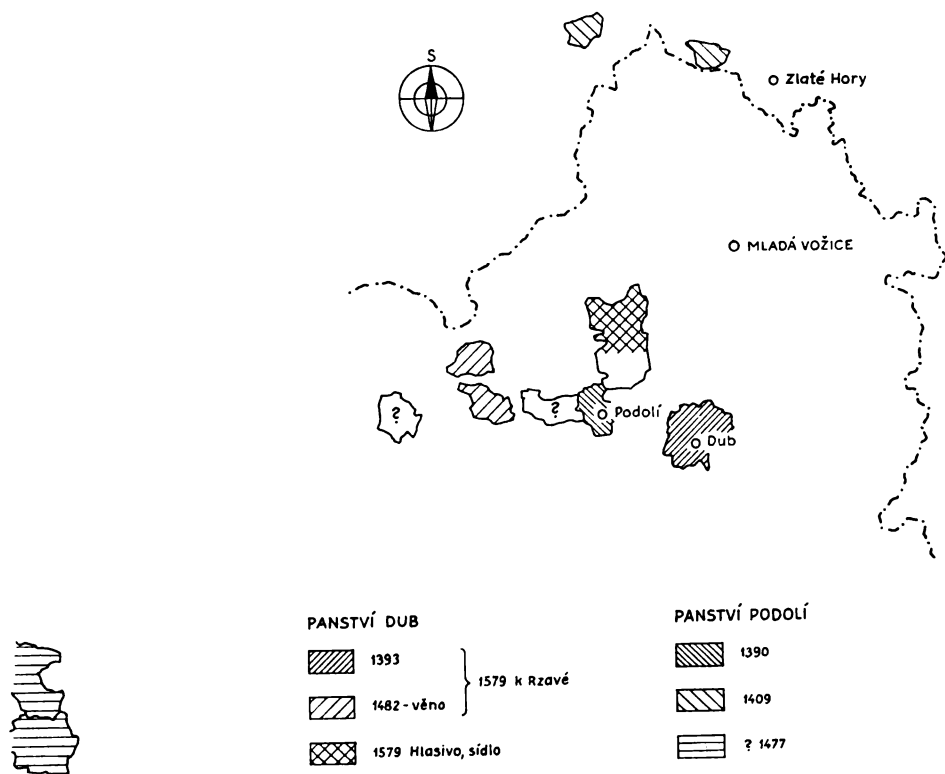 S
Zlaté Hory
MLADÁ VOŽICE
?
?
Podolí
Dub
PANSTVÍ DUB
1393
1482 - věno
1579 k Rzavé
1579 Hlasivo, sídlo
PANSTVÍ PODOLÍ
1390
1409
? 1477